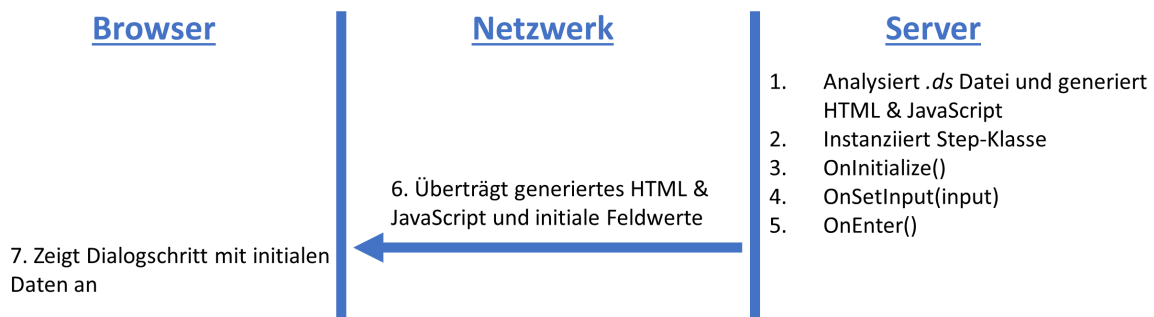 Browser
Netzwerk
Server
1. Analysiert .ds Datei und generiert
HTML & JavaScript
2. Instanziiert Step-Klasse
3. OnInitialize()
4. OnSetInput(input)
5. OnEnter()
6. Überträgt generiertes HTML &
JavaScript und initiale Feldwerte
7. Zeigt Dialogschritt mit initialen
Daten an